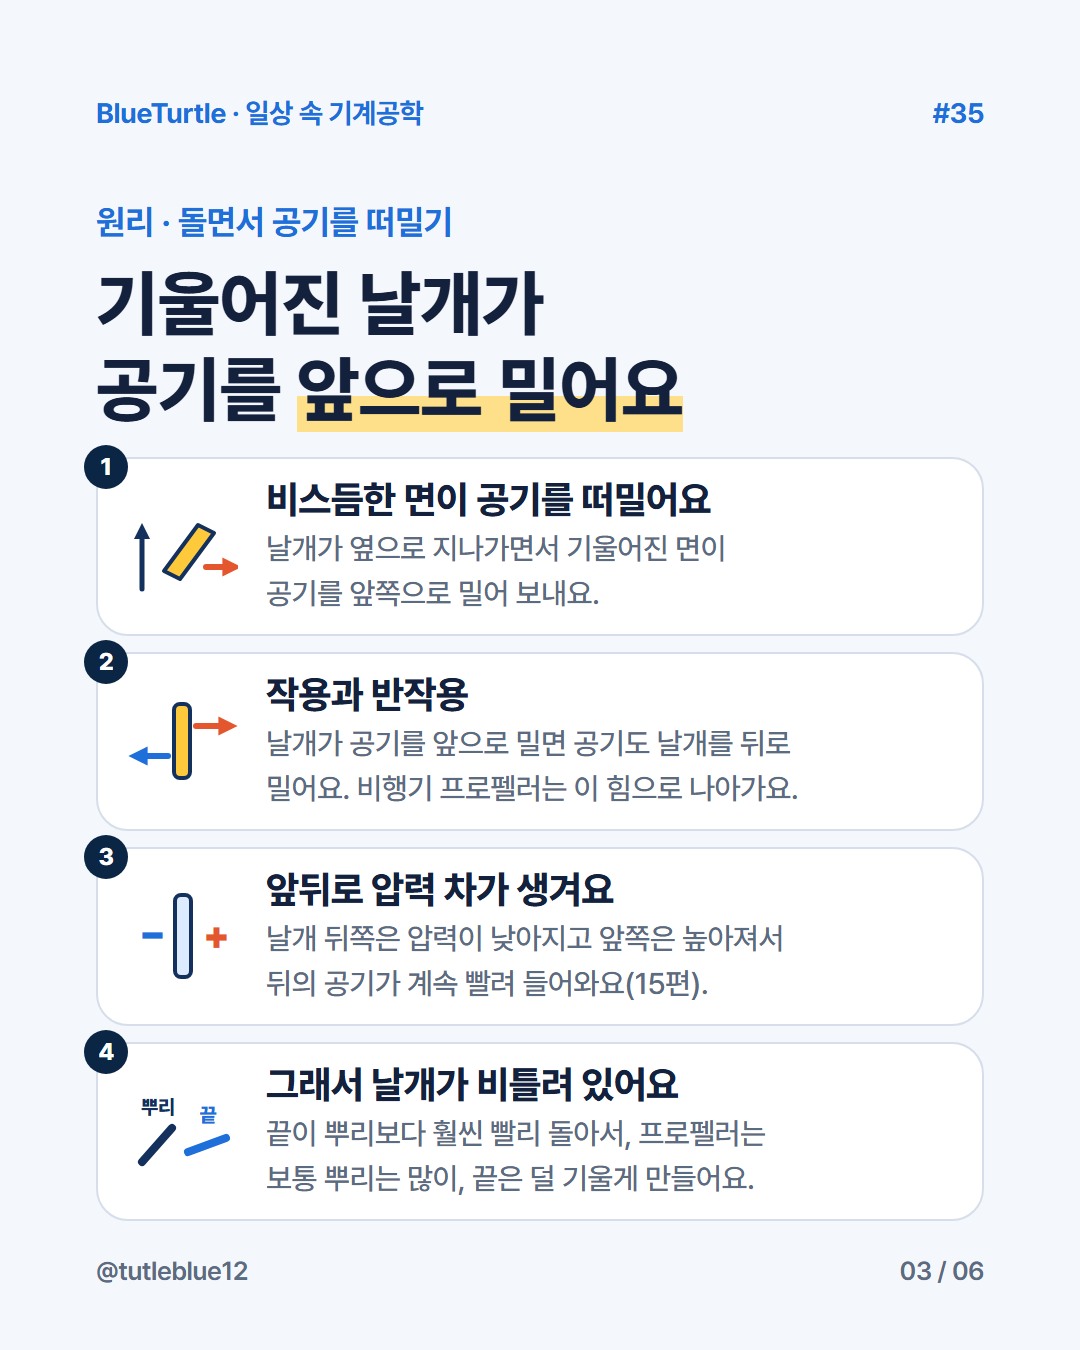 BlueTurtle · 일상 속 기계공학
#35
원리 · 돌면서 공기를 떠밀기
기울어진 날개가
공기를 앞으로 밀어요
1
비스듬한 면이 공기를 떠밀어요
날개가 옆으로 지나가면서 기울어진 면이
공기를 앞쪽으로 밀어 보내요.
2
작용과 반작용
날개가 공기를 앞으로 밀면 공기도 날개를 뒤로
밀어요. 비행기 프로펠러는 이 힘으로 나아가요.
3
앞뒤로 압력 차가 생겨요
− +
날개 뒤쪽은 압력이 낮아지고 앞쪽은 높아져서
뒤의 공기가 계속 빨려 들어와요(15편).
4
그래서 날개가 비틀려 있어요
뿌리 끝
끝이 뿌리보다 훨씬 빨리 돌아서, 프로펠러는
보통 뿌리는 많이, 끝은 덜 기울게 만들어요.
@tutleblue12
03 / 06